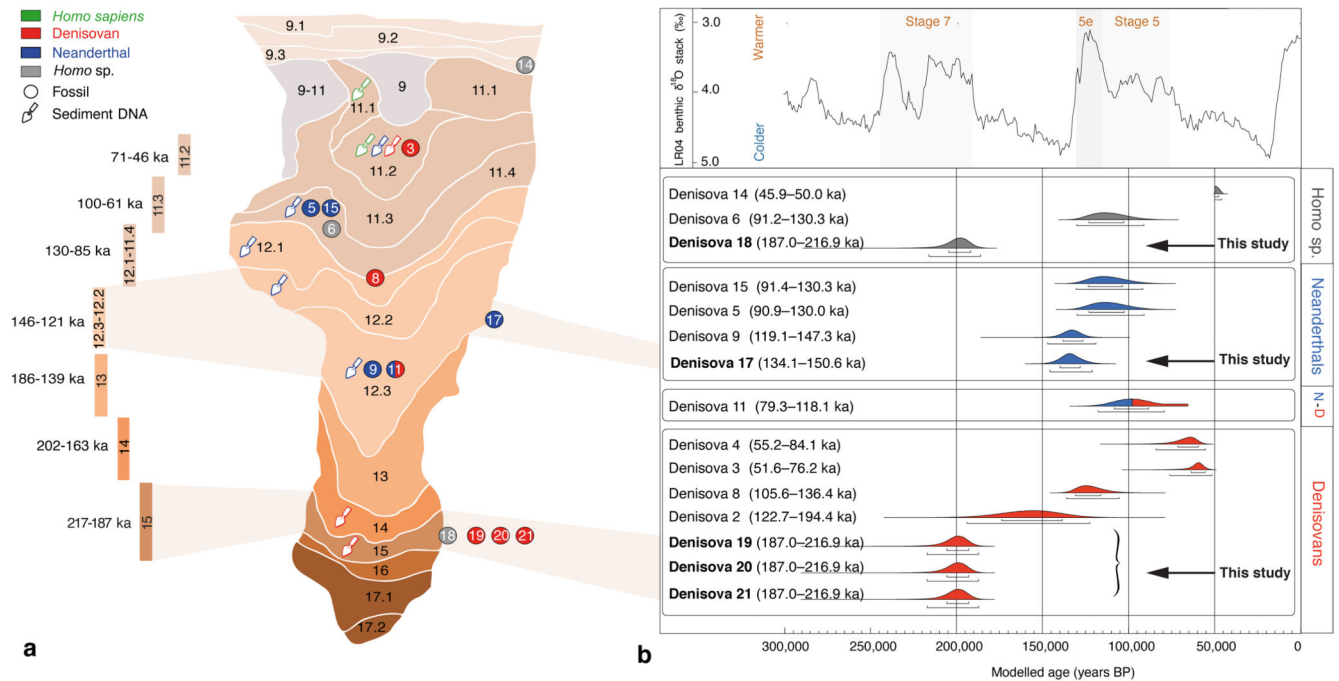 Homo sapiens
Denisovan
Neanderthal
Homo sp.
Fossil
Sediment DNA
9.1
9.2
9.3
14
9-11
11.1
9
11.1
11.2
3
11.4
11.3
5
15
6
12.1
8
12.2
17
9
11
12.3
13
14
15
18
19
20
21
16
17.1
17.2
71-46 ka
11.2
100-61 ka
11.3
130-85 ka
12.1-11.4
146-121 ka
12.3-12.2
186-139 ka
13
202-163 ka
14
217-187 ka
15
a
LR04 benthic δ18O stack (‰)
3.0
4.0
5.0
Warmer
Colder
Stage 7
5e
Stage 5
Denisova 14 (45.9–50.0 ka)
Denisova 6 (91.2–130.3 ka)
Denisova 18 (187.0–216.9 ka)
This study
Homo sp.
Denisova 15 (91.4–130.3 ka)
Denisova 5 (90.9–130.0 ka)
Denisova 9 (119.1–147.3 ka)
Denisova 17 (134.1–150.6 ka)
This study
Neanderthals
Denisova 11 (79.3–118.1 ka)
N-D
Denisova 4 (55.2–84.1 ka)
Denisova 3 (51.6–76.2 ka)
Denisova 8 (105.6–136.4 ka)
Denisova 2 (122.7–194.4 ka)
Denisova 19 (187.0–216.9 ka)
Denisova 20 (187.0–216.9 ka)
Denisova 21 (187.0–216.9 ka)
This study
Denisovans
300,000
250,000
200,000
150,000
100,000
50,000
0
Modelled age (years BP)
b